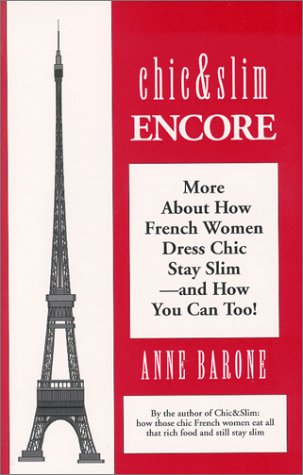 chic&slim
ENCORE
More
About How
French Women
Dress Chic
Stay Slim
—and How
You Can Too!
ANNE BARONE
By the author of Chic&Slim:
how those chic French women eat all
that rich food and still stay slim